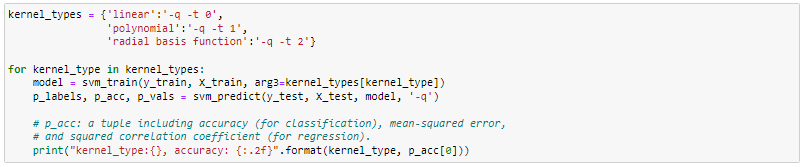 kernel_types = {'linear':'-q -t 0',
'polynomial':'-q -t 1',
'radial basis function':'-q -t 2'}
for kernel_type in kernel_types:
model = svm_train(y_train, X_train, arg3=kernel_types[kernel_type])
p_labels, p_acc, p_vals = svm_predict(y_test, X_test, model, '-q')
# p_acc: a tuple including accuracy (for classification), mean-squared error,
# and squared correlation coefficient (for regression).
print("kernel_type:{}, accuracy: {:.2f}".format(kernel_type, p_acc[0]))